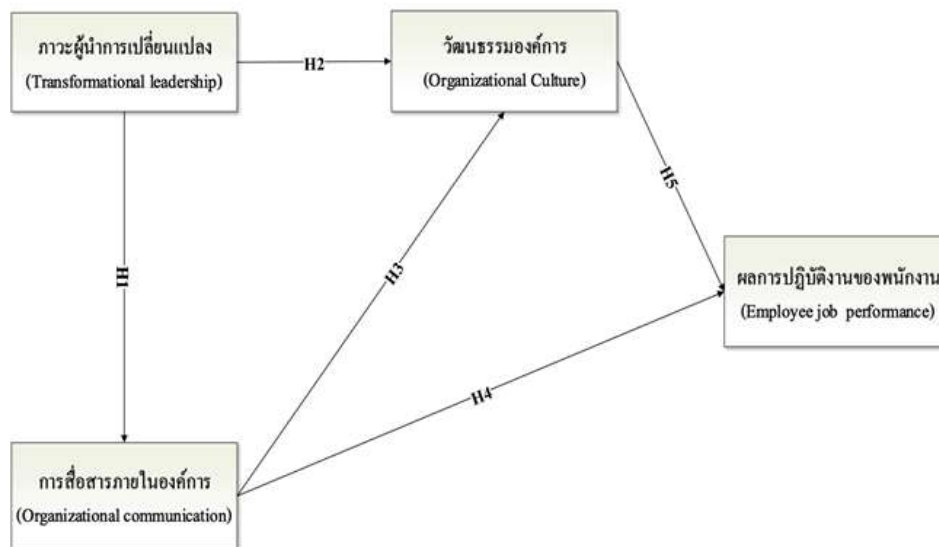 ภาวะผู้นำการเปลี่ยนแปลง
(Transformational leadership)
H2
วัฒนธรรมองค์การ
(Organizational Culture)
H1
H3
H5
ผลการปฏิบัติงานของพนักงาน
(Employee job performance)
H4
การสื่อสารภายในองค์การ
(Organizational communication)